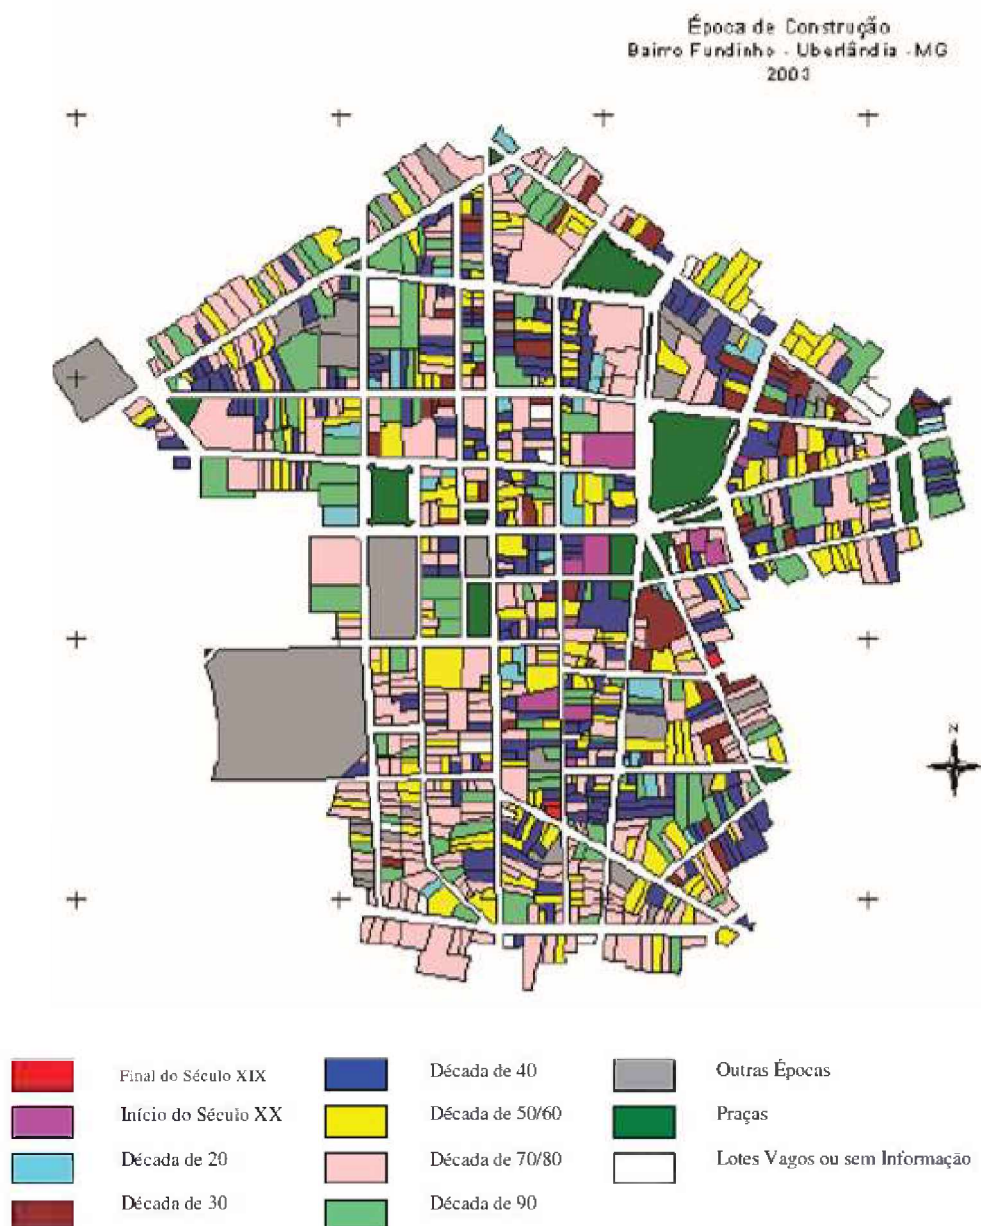 Época de Construção
Bairro Fundinho - Uberlândia - MG
2003
N
Final do Século XIX
Início do Século XX
Década de 20
Década de 30
Década de 40
Década de 50/60
Década de 70/80
Década de 90
Outras Épocas
Praças
Lotes Vagos ou sem Informação